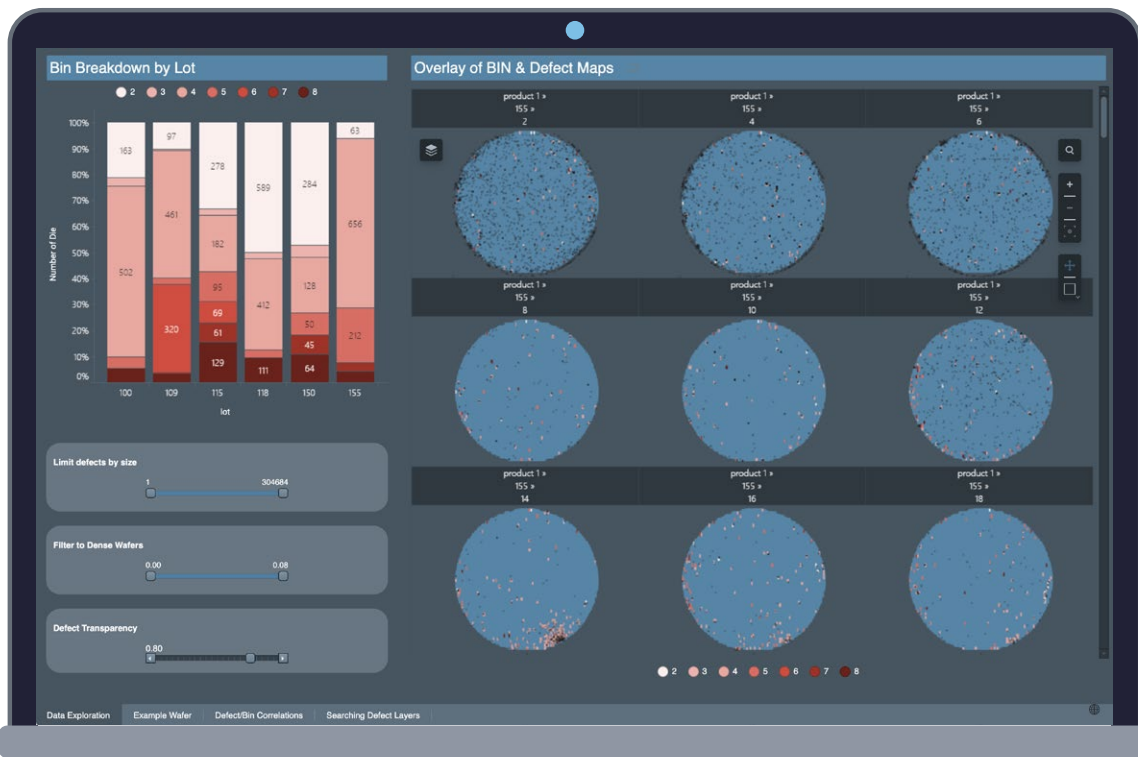 Bin Breakdown by Lot
2 3 4 5 6 7 8
100%
90%
80%
70%
60%
50%
40%
30%
20%
10%
0%
Number of Die
163
502
97
461
320
278
182
95
69
61
129
589
412
111
284
128
50
45
64
63
656
212
100 109 115 118 150 155
lot
Limit defects by size
1 304684
Filter to Dense Wafers
0.00 0.08
Defect Transparency
0.80
Overlay of BIN & Defect Maps
product 1 » product 1 » product 1 »
155 » 155 » 155 »
2 4 6
product 1 » product 1 » product 1 »
155 » 155 » 155 »
8 10 12
product 1 » product 1 » product 1 »
155 » 155 » 155 »
14 16 18
2 3 4 5 6 7 8
Data Exploration Example Wafer Defect/Bin Correlations Searching Defect Layers